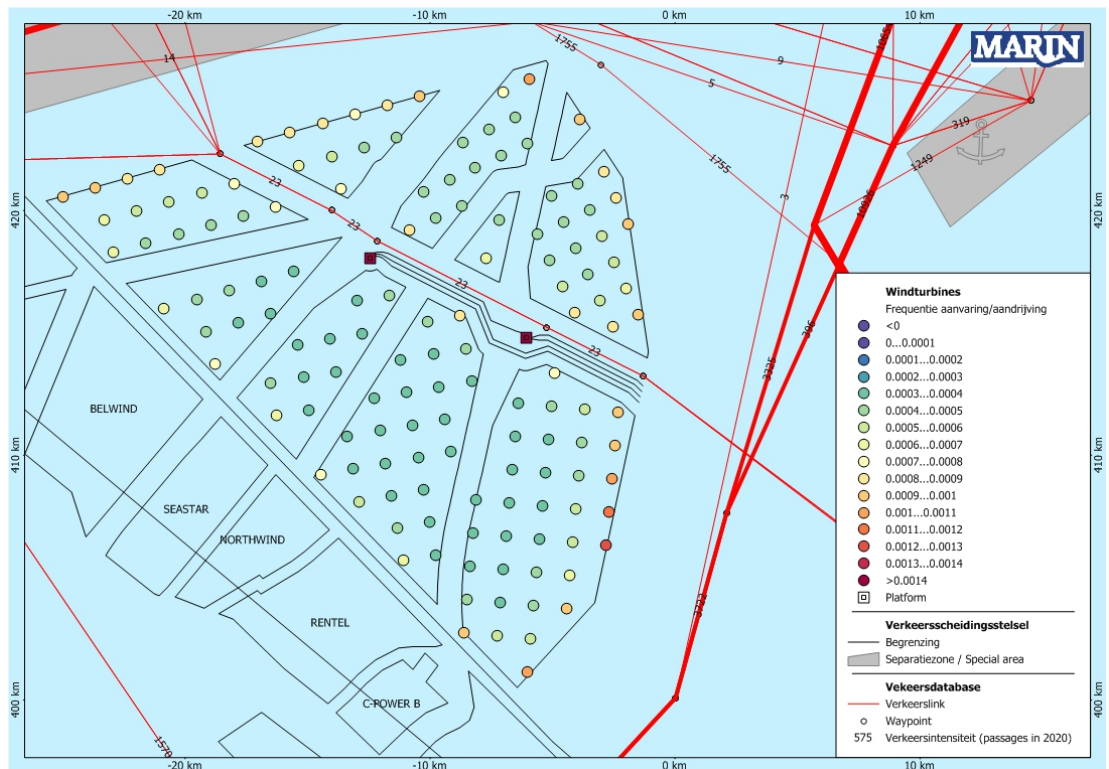 -20 km
-10 km
0 km
10 km
MARIN
14
1755
1065
9
5
319
1249
1755
3
10026
23
23
23
23
420 km
420 km
410 km
410 km
400 km
400 km
396
3325
3722
1570
BELWIND
SEASTAR
NORTHWIND
RENTEL
C-POWER B
Windturbines
Frequentie aanvaring/aandrijving
<0
0...0.0001
0.0001...0.0002
0.0002...0.0003
0.0003...0.0004
0.0004...0.0005
0.0005...0.0006
0.0006...0.0007
0.0007...0.0008
0.0008...0.0009
0.0009...0.001
0.001...0.0011
0.0011...0.0012
0.0012...0.0013
0.0013...0.0014
>0.0014
Platform
Verkeersscheidingsstelsel
Begrenzing
Separatiezone / Special area
Vekeersdatabase
Verkeerslink
Waypoint
575 Verkeersintensiteit (passages in 2020)
-20 km
-10 km
0 km
10 km